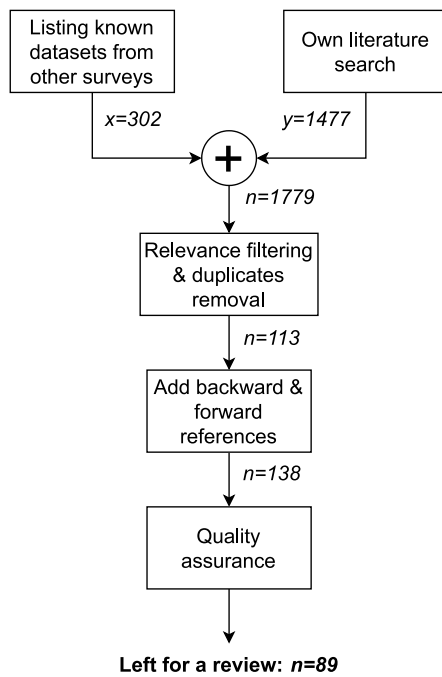 Listing known
datasets from
other surveys
Own literature
search
x=302
y=1477
+
n=1779
Relevance filtering
& duplicates
removal
n=113
Add backward &
forward
references
n=138
Quality
assurance
Left for a review: n=89